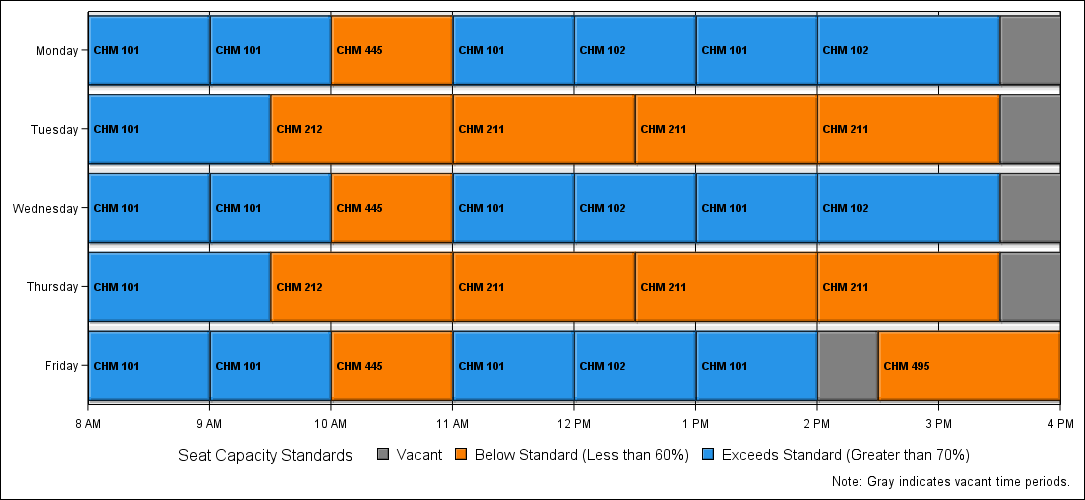 Monday CHM 101 CHM 101 CHM 445 CHM 101 CHM 102 CHM 101 CHM 102
Tuesday CHM 101 CHM 212 CHM 211 CHM 211 CHM 211
Wednesday CHM 101 CHM 101 CHM 445 CHM 101 CHM 102 CHM 101 CHM 102
Thursday CHM 101 CHM 212 CHM 211 CHM 211 CHM 211
Friday CHM 101 CHM 101 CHM 445 CHM 101 CHM 102 CHM 101 CHM 495
8 AM 9 AM 10 AM 11 AM 12 PM 1 PM 2 PM 3 PM 4 PM
Seat Capacity Standards Vacant Below Standard (Less than 60%) Exceeds Standard (Greater than 70%)
Note: Gray indicates vacant time periods.